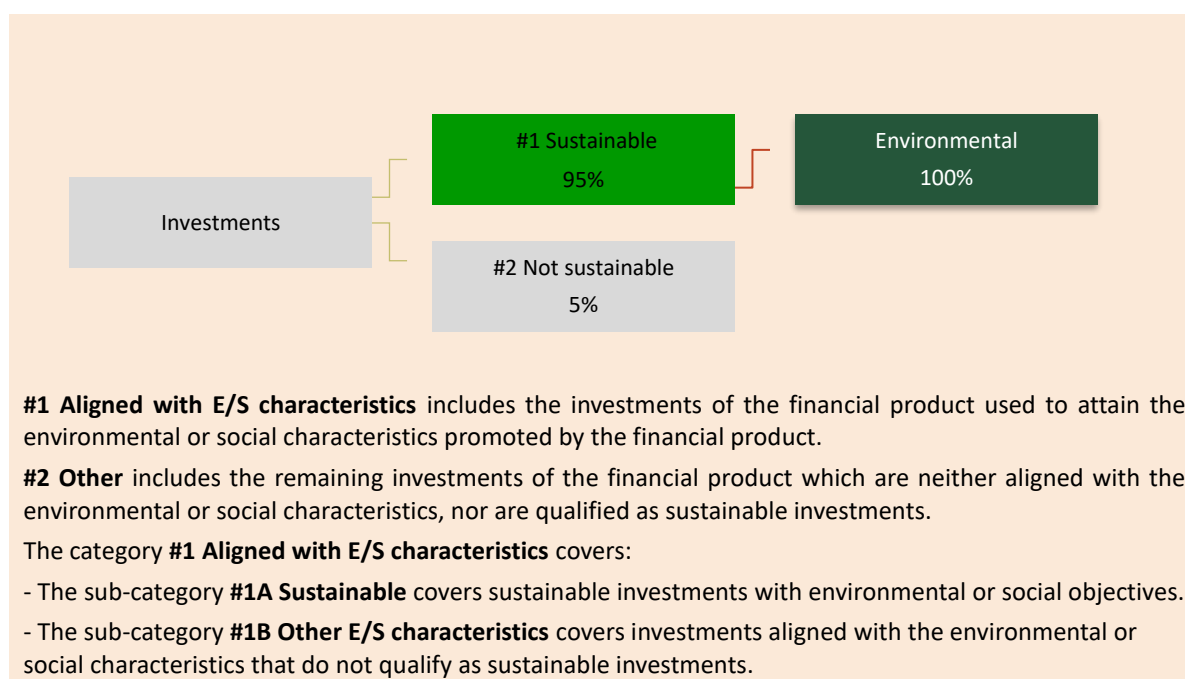 #1 Sustainable
95%
Environmental
100%
Investments
#2 Not sustainable
5%
#1 Aligned with E/S characteristics includes the investments of the financial product used to attain the
environmental or social characteristics promoted by the financial product.
#2 Other includes the remaining investments of the financial product which are neither aligned with the
environmental or social characteristics, nor are qualified as sustainable investments.
The category #1 Aligned with E/S characteristics covers:
- The sub-category #1A Sustainable covers sustainable investments with environmental or social objectives.
- The sub-category #1B Other E/S characteristics covers investments aligned with the environmental or
social characteristics that do not qualify as sustainable investments.